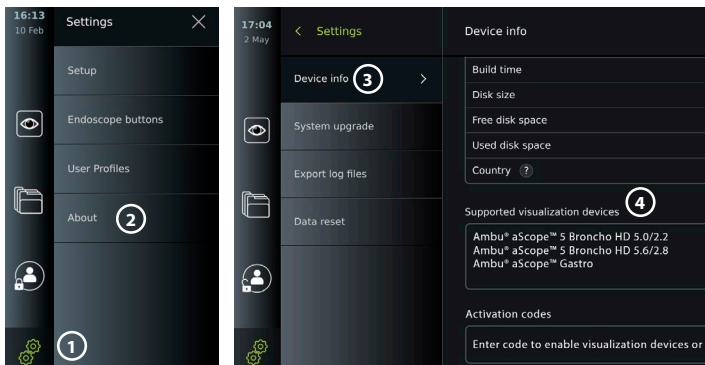 16:13
10 Feb
Settings
Setup
Endoscope buttons
User Profiles
About
2
1
17:04
2 May
Settings
Device info
3
System upgrade
Export log files
Data reset
Device info
Build time
Disk size
Free disk space
Used disk space
Country ?
4
Supported visualization devices
Ambu® aScope™ 5 Broncho HD 5.0/2.2
Ambu® aScope™ 5 Broncho HD 5.6/2.8
Ambu® aScope™ Gastro
Activation codes
Enter code to enable visualization devices or